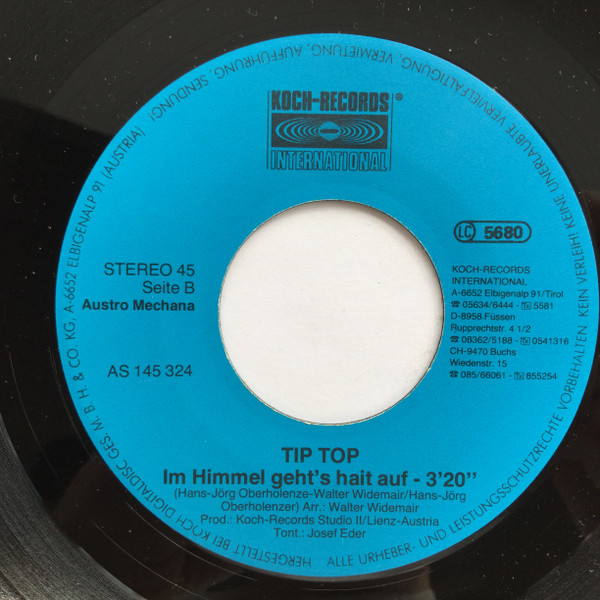 KOCH-RECORDS®
INTERNATIONAL
LC 5680
STEREO 45
Seite B
Austro Mechana
AS 145 324
KOCH-RECORDS
INTERNATIONAL
A-6652 Elbigenalp 91/Tirol
☎ 05634/6444 - 5581
D-8958 Füssen
Rupprechtstr. 4 1/2
☎ 08362/5188 - 0541316
CH-9470 Buchs
Wiedenstr. 15
☎ 085/66061 - 855254
TIP TOP
Im Himmel geht's hait auf - 3'20"
(Hans-Jörg Oberholenze-Walter Widemair/Hans-Jörg
Oberholenzer) Arr.: Walter Widemair
Prod.: Koch-Records Studio II/Lienz-Austria
Tont.: Josef Eder
HERGESTELLT BEI KOCH DIGITALDISC GES. M. B. H. & CO. KG, A-6652 ELBIGENALP 91 (AUSTRIA)
ALLE URHEBER- UND LEISTUNGSSCHUTZRECHTE VORBEHALTEN. KEIN VERLEIH! KEINE UNERLAUBTE VERVIELFÄLTIGUNG, VERMIETUNG, AUFFÜHRUNG, SENDUNG!